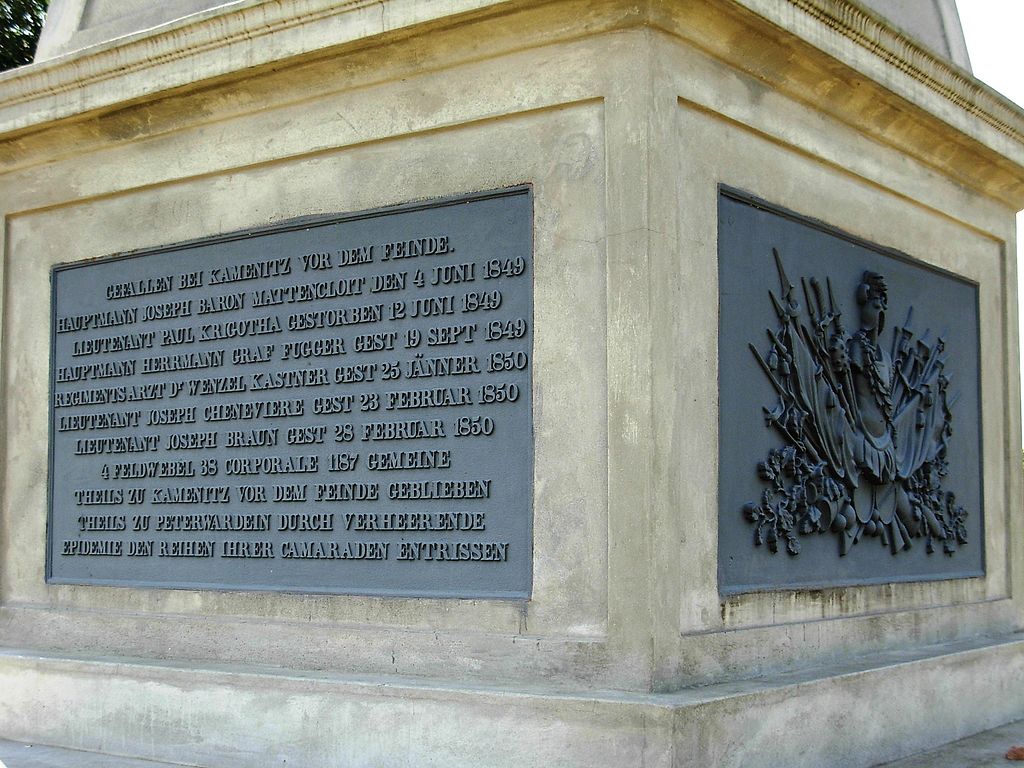 GEFALLEN BEI KAMENITZ VOR DEM FEINDE.
HAUPTMANN JOSEPH BARON MATTENCLOIT DEN 4 JUNI 1849
LIEUTENANT PAUL KRIGOTHA GESTORBEN 12 JUNI 1849
HAUPTMANN HERRMANN GRAF FUGGER GEST 19 SEPT 1849
REGIMENTSARZT Dr WENZEL KASTNER GEST 25 JÄNNER 1850
LIEUTENANT JOSEPH CHENEVIERE GEST 23 FEBRUAR 1850
LIEUTENANT JOSEPH BRAUN GEST 28 FEBRUAR 1850
4 FELDWEBEL 38 CORPORALE 1187 GEMEINE
THEILS ZU KAMENITZ VOR DEM FEINDE GEBLIEBEN
THEILS ZU PETERWARDEIN DURCH VERHEERENDE
EPIDEMIE DEN REIHEN IHRER CAMARADEN ENTRISSEN